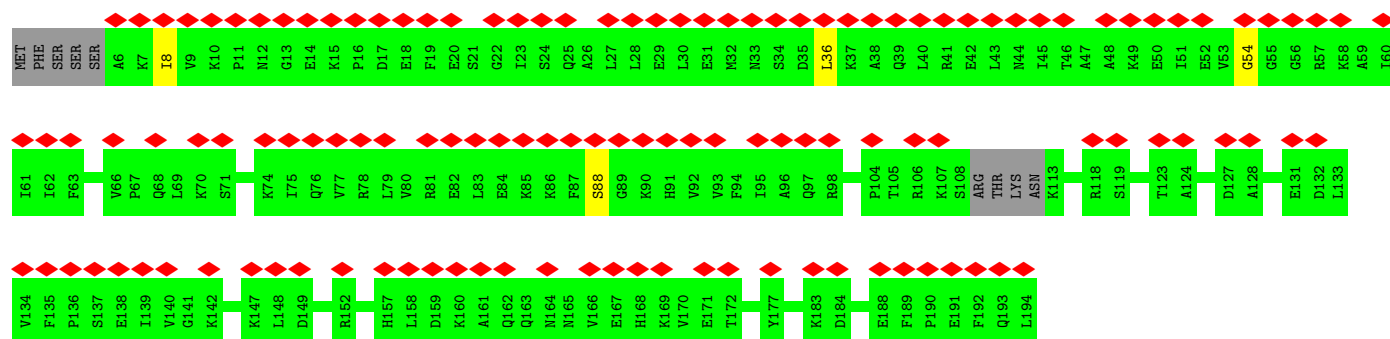 MET PHE SER SER SER A6 K7 I8 V9 K10 P11 N12 G13 E14 K15 P16 D17 E18 F19 E20 S21 G22 I23 S24 Q25 A26 L27 L28 E29 L30 E31 M32 N33 S34 D35 L36 K37 A38 Q39 L40 R41 E42 L43 N44 I45 T46 A47 A48 K49 E50 I51 E52 V53 G54 G55 G56 R57 K58 A59 I60
I61 I62 F63 V66 P67 Q68 L69 K70 S71 K74 I75 Q76 V77 R78 L79 V80 R81 E82 L83 E84 K85 K86 F87 S88 G89 K90 H91 V92 V93 F94 I95 A96 Q97 R98 P104 T105 R106 K107 S108 ARG THR LYS ASN K113 R118 S119 T123 A124 D127 A128 E131 D132 L133
V134 F135 P136 S137 E138 I139 V140 G141 K142 K147 L148 D149 R152 H157 L158 D159 K160 A161 Q162 Q163 N164 N165 V166 E167 H168 K169 V170 E171 T172 Y177 K183 D184 E188 F189 P190 E191 F192 Q193 L194